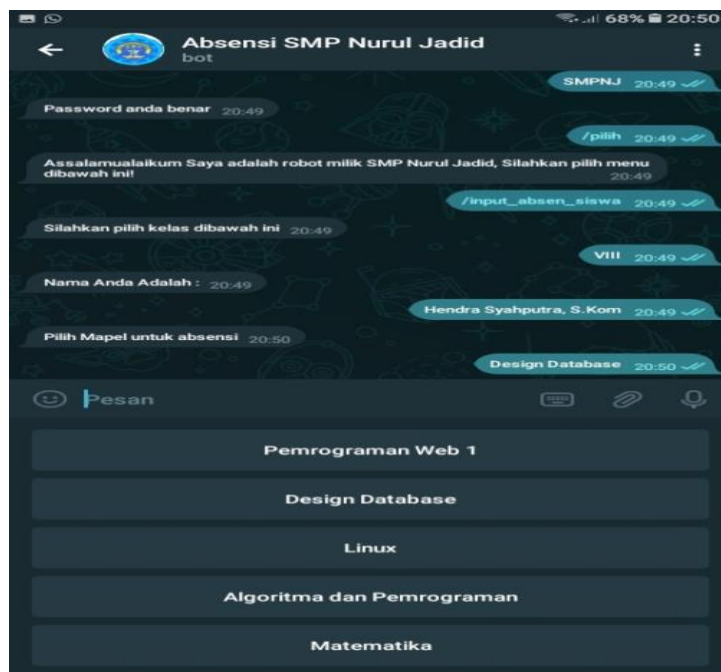 68% 20:50
Absensi SMP Nurul Jadid
bot
SMPNJ 20:49
Password anda benar 20:49
/pilih 20:49
Assalamualaikum Saya adalah robot milik SMP Nurul Jadid, Silahkan pilih menu
dibawah ini! 20:49
/input_absen_siswa 20:49
Silahkan pilih kelas dibawah ini 20:49
VIII 20:49
Nama Anda Adalah : 20:49
Hendra Syahputra, S.Kom 20:49
Pilih Mapel untuk absensi 20:50
Design Database 20:50
Pesan
Pemrograman Web 1
Design Database
Linux
Algoritma dan Pemrograman
Matematika